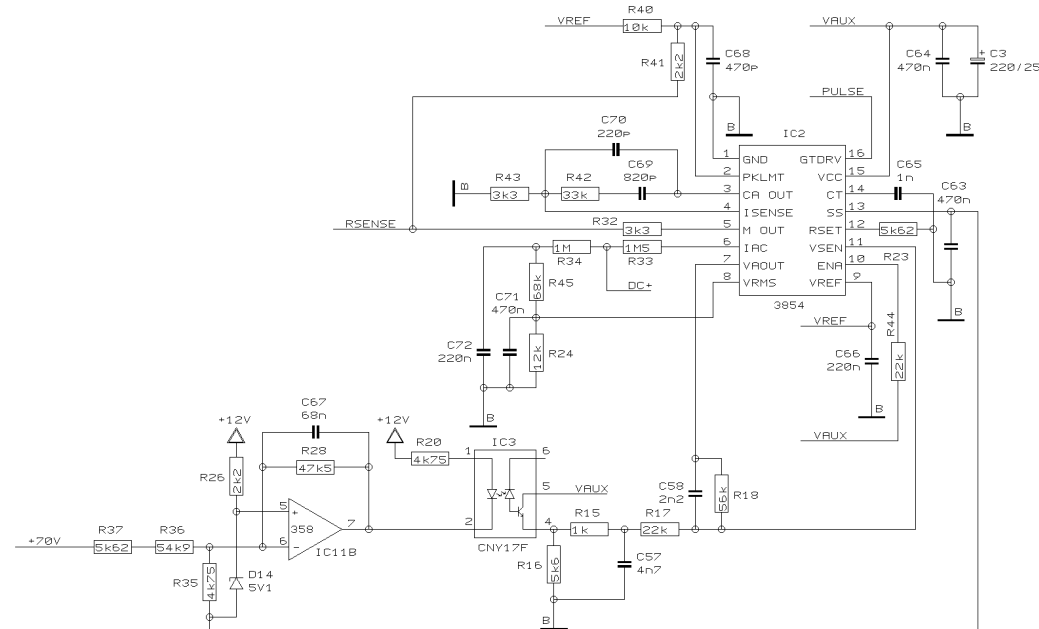 R40
VREF
10k
VAUX
R41
2k2
C68
470p
C64
470n
+
C3
220/25
PULSE
B
B
C70
220p
IC2
C69
820p
R43
3k3
R42
33k
B
1
GND
GTDRV
16
2
PKLMT
VCC
15
3
CA OUT
CT
14
4
ISENSE
SS
13
5
M OUT
RSET
12
6
IAC
VSEN
11
7
VAOUT
ENA
10
8
VRMS
VREF
9
3854
C65
1n
C63
470n
RSENSE
R32
3k3
5k62
R23
1M
R34
1M5
R33
R45
68k
DC+
C71
470n
B
VREF
R44
22k
C72
220n
12k
R24
C66
220n
B
B
VAUX
C67
68n
+12V
+12V
R28
47k5
R20
4k75
IC3
1
6
R26
2k2
5
VAUX
C58
2n2
56k
R18
5
+
358
7
2
4
R15
1k
R17
22k
6
-
IC11B
CNY17F
R37
5k62
R36
54k9
+70V
R35
4k75
D14
5V1
R16
5k6
C57
4n7
B